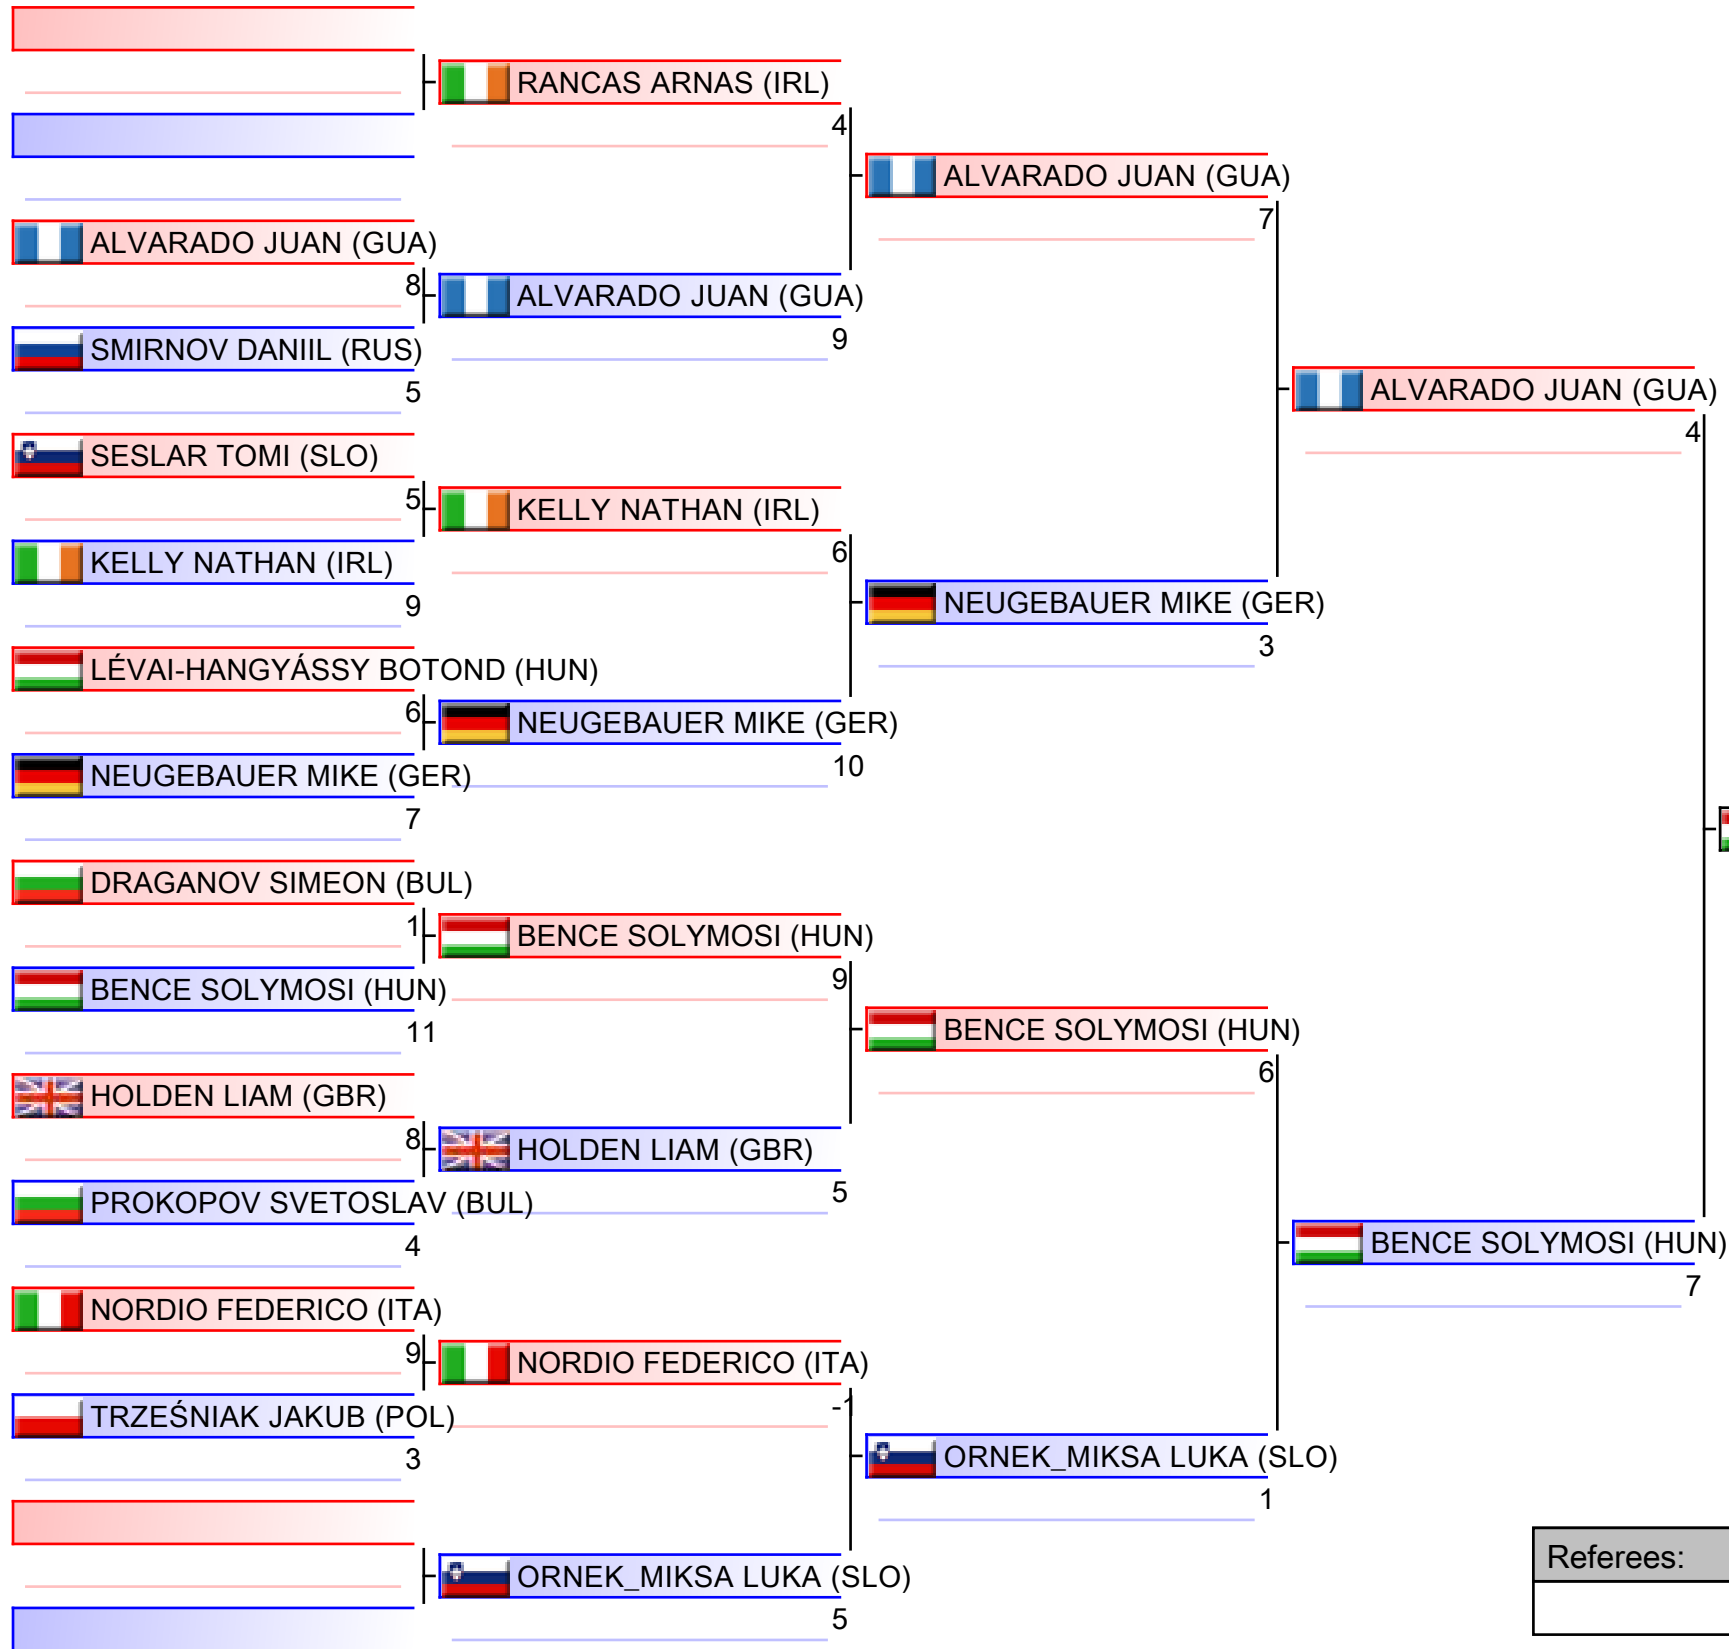 RANCAS ARNAS (IRL)
4
ALVARADO JUAN (GUA)
7
ALVARADO JUAN (GUA)
8
ALVARADO JUAN (GUA)
9
SMIRNOV DANIIL (RUS)
5
ALVARADO JUAN (GUA)
4
SESLAR TOMI (SLO)
5
KELLY NATHAN (IRL)
6
KELLY NATHAN (IRL)
9
NEUGEBAUER MIKE (GER)
3
LÉVAI-HANGYÁSSY BOTOND (HUN)
6
NEUGEBAUER MIKE (GER)
10
NEUGEBAUER MIKE (GER)
7
DRAGANOV SIMEON (BUL)
1
BENCE SOLYMOSI (HUN)
9
BENCE SOLYMOSI (HUN)
11
BENCE SOLYMOSI (HUN)
6
HOLDEN LIAM (GBR)
8
HOLDEN LIAM (GBR)
5
PROKOPOV SVETOSLAV (BUL)
4
BENCE SOLYMOSI (HUN)
7
NORDIO FEDERICO (ITA)
9
NORDIO FEDERICO (ITA)
-1
TRZEŚNIAK JAKUB (POL)
3
ORNEK_MIKSA LUKA (SLO)
1
ORNEK_MIKSA LUKA (SLO)
5
Referees: